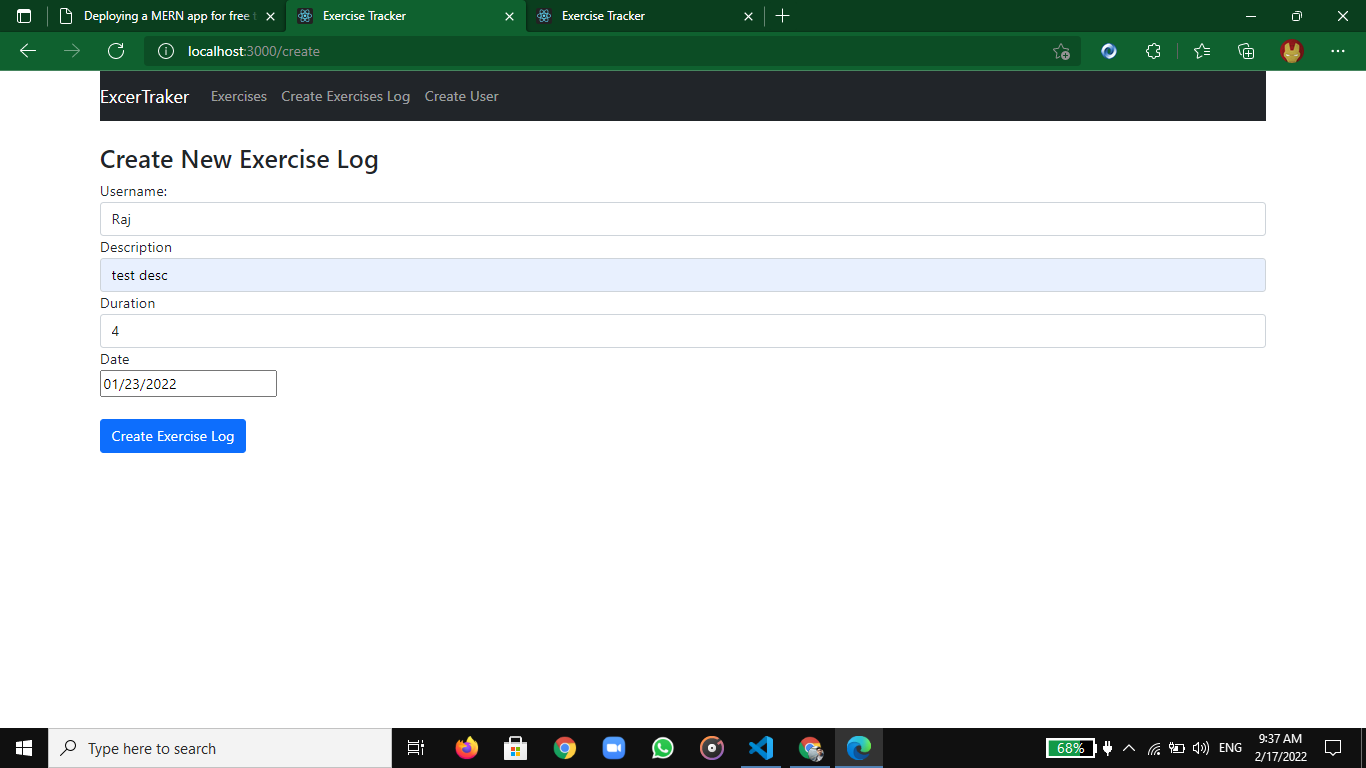 Deploying a MERN app for free t
Exercise Tracker
Exercise Tracker
localhost:3000/create
ExcerTraker Exercises Create Exercises Log Create User
Create New Exercise Log
Username:
Raj
Description
test desc
Duration
4
Date
01/23/2022
Create Exercise Log
Type here to search
68%
ENG
9:37 AM
2/17/2022